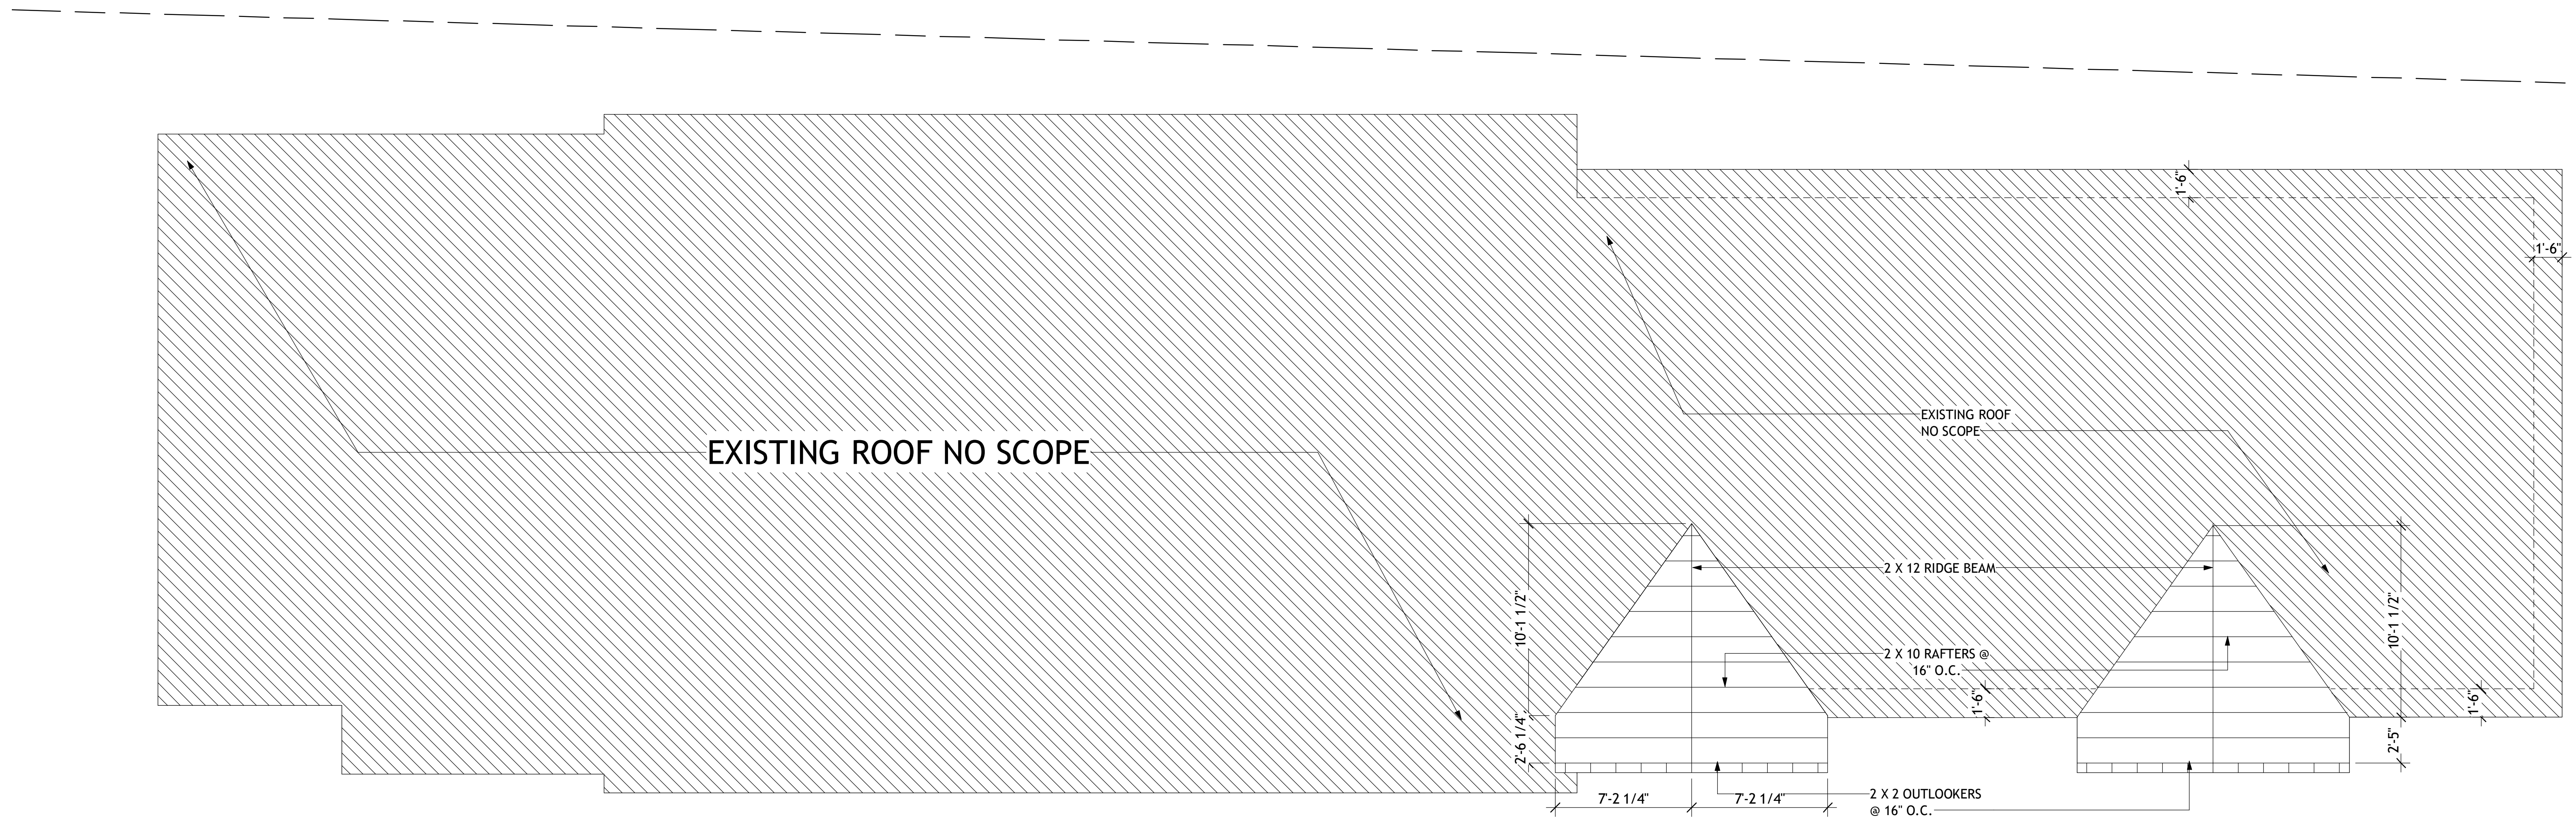 1'-6"
1'-6"
EXISTING ROOF
NO SCOPE
EXISTING ROOF NO SCOPE
2 X 12 RIDGE BEAM
10'-1 1/2"
10'-1 1/2"
2 X 10 RAFTERS @
16" O.C.
1'-6"
1'-6"
2'-6 1/4"
2'-5"
7'-2 1/4"
7'-2 1/4"
2 X 2 OUTLOOKERS
@ 16" O.C.